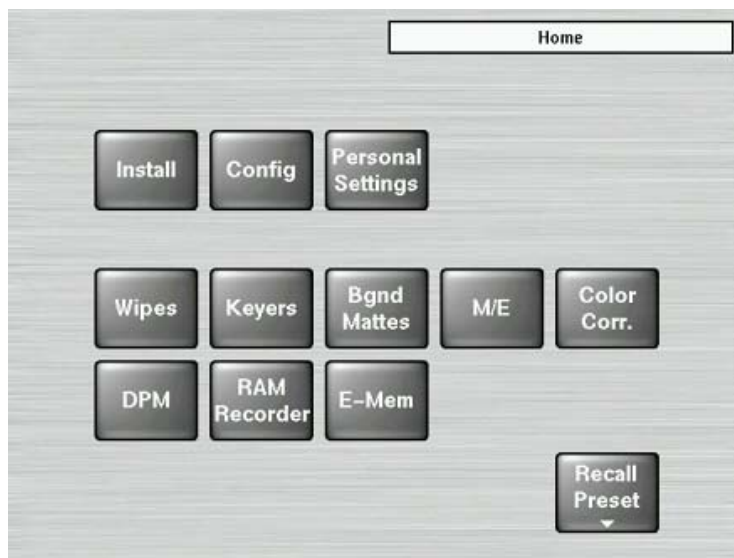 Home
Install
Config
Personal
Settings
Wipes
Keyers
Bgnd
Mattes
M/E
Color
Corr.
DPM
RAM
Recorder
E-Mem
Recall
Preset